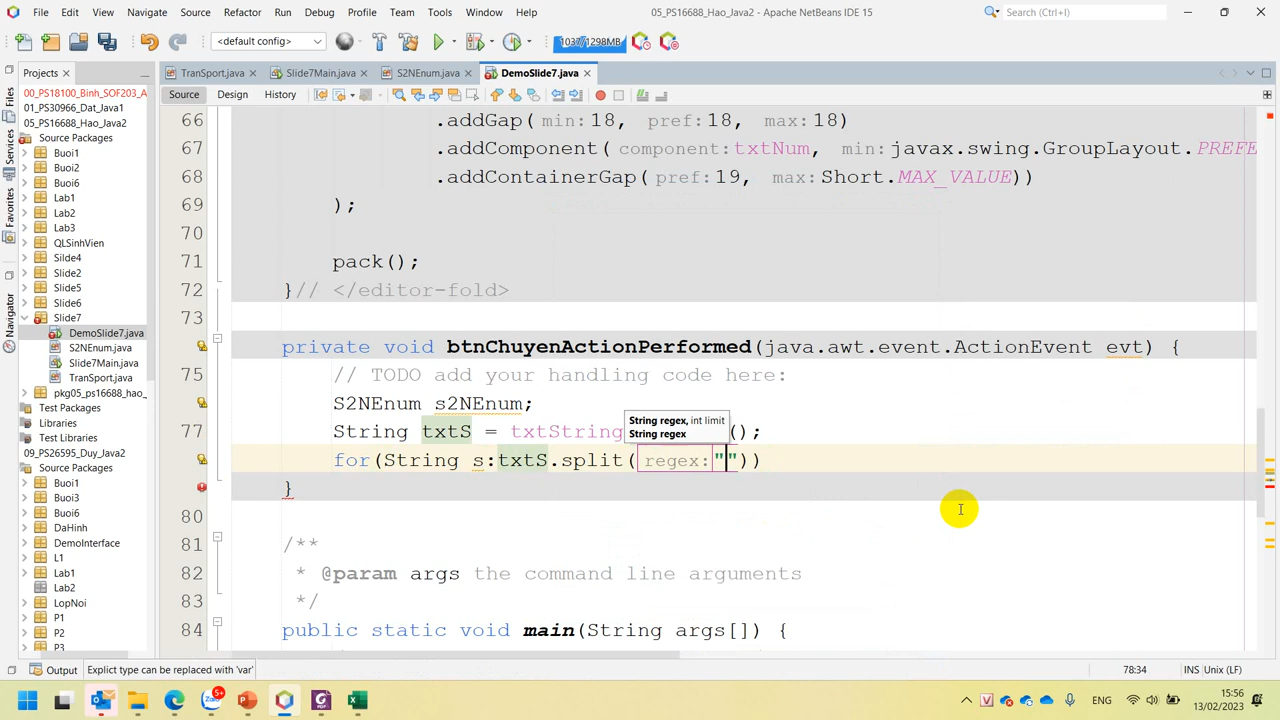 File Edit View Navigate Source Refactor Run Debug Profile Team Tools Window Help 05_PS16688_Hao_Java2 - Apache NetBeans IDE 15 Search (Ctrl+I)
<default config> 1037/1298MB
Projects TranSport.java Slide7Main.java S2NEnum.java DemoSlide7.java
Source Design History
Files
Services
Favorites
Navigator
00_PS18100_Binh_SOF203_A
01_PS30966_Dat_Java1
05_PS16688_Hao_Java2
Source Packages
Buoi1
Buoi2
Buoi6
Lab1
Lab2
Lab3
QLSinhVien
Silde4
Slide2
Slide5
Slide6
Slide7
DemoSlide7.java
S2NEnum.java
Slide7Main.java
TranSport.java
pkg05_ps16688_hao_
Test Packages
Libraries
Test Libraries
09_PS26595_Duy_Java2
Source Packages
Buoi1
Buoi3
Buoi6
DaHinh
DemoInterface
L1
Lab1
Lab2
LopNoi
P1
P2
P3
66 .addGap(min:18, pref:18, max:18)
67 .addComponent(component:txtNum, min:javax.swing.GroupLayout.PREFE
68 .addContainerGap(pref:19, max:Short.MAX_VALUE))
69 );
70
71 pack();
72 }// </editor-fold>
73
private void btnChuyenActionPerformed(java.awt.event.ActionEvent evt) {
75 // TODO add your handling code here:
S2NEnum s2NEnum;
77 String txtS = txtString ();
String regex, int limit
String regex
for(String s:txtS.split(regex:""))
}
80
81 /**
82 * @param args the command line arguments
83 */
84 public static void main(String args[]) {
Output Explict type can be replaced with 'var' 78:34 INS Unix (LF)
Zalo 5+ ENG 15:56
13/02/2023